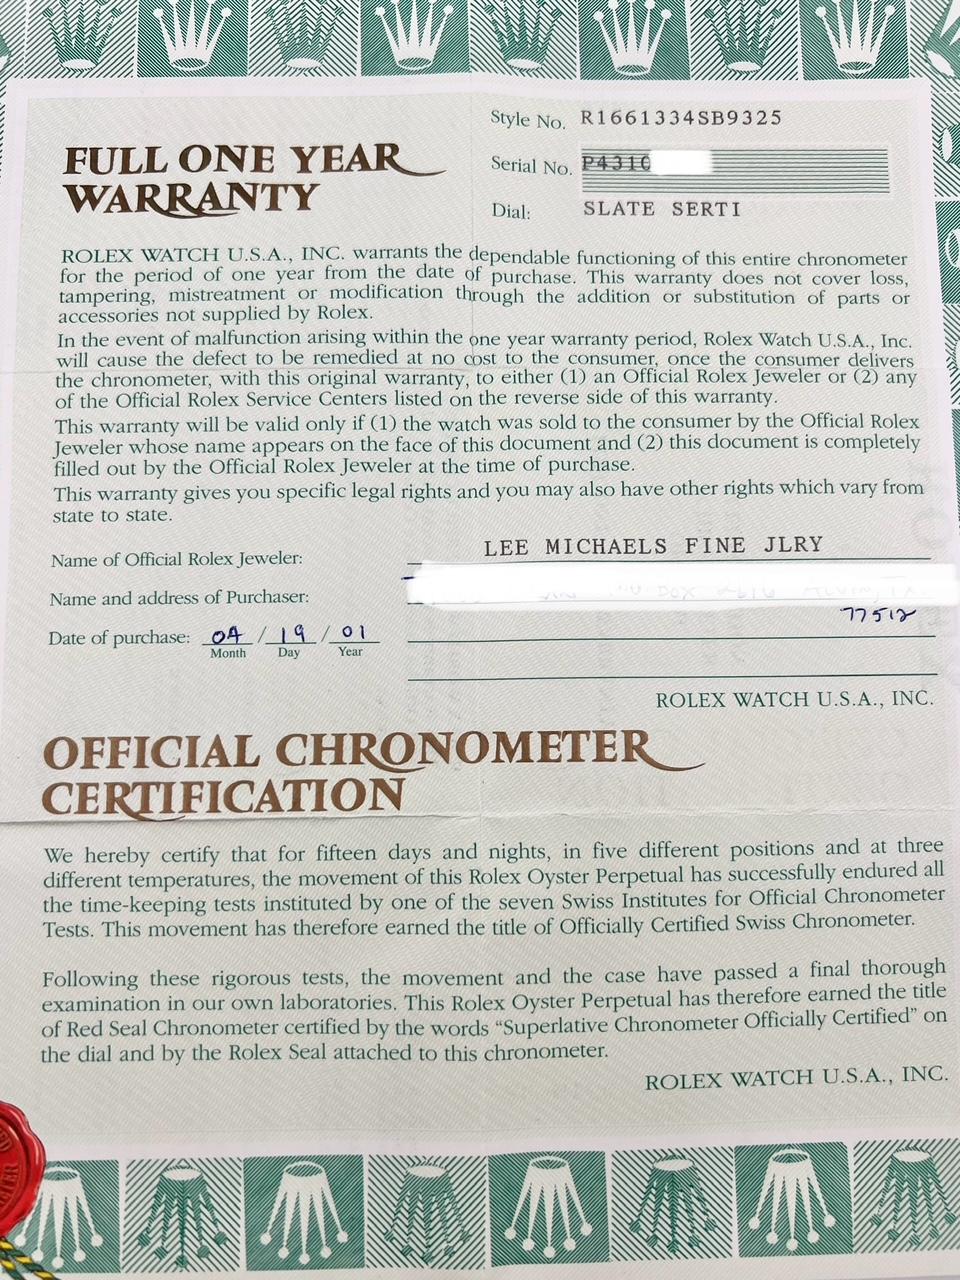 Style No. R1661334SB9325
FULL ONE YEAR
WARRANTY
Serial No. P4310
Dial: SLATE SERTI
ROLEX WATCH U.S.A., INC. warrants the dependable functioning of this entire chronometer
for the period of one year from the date of purchase. This warranty does not cover loss,
tampering, mistreatment or modification through the addition or substitution of parts or
accessories not supplied by Rolex.
In the event of malfunction arising within the one year warranty period, Rolex Watch U.S.A., Inc.
will cause the defect to be remedied at no cost to the consumer, once the consumer delivers
the chronometer, with this original warranty, to either (1) an Official Rolex Jeweler or (2) any
of the Official Rolex Service Centers listed on the reverse side of this warranty.
This warranty will be valid only if (1) the watch was sold to the consumer by the Official Rolex
Jeweler whose name appears on the face of this document and (2) this document is completely
filled out by the Official Rolex Jeweler at the time of purchase.
This warranty gives you specific legal rights and you may also have other rights which vary from
state to state.
Name of Official Rolex Jeweler: LEE MICHAELS FINE JLRY
Name and address of Purchaser:
77512
Date of purchase: 04 / 19 / 01
Month Day Year
ROLEX WATCH U.S.A., INC.
OFFICIAL CHRONOMETER
CERTIFICATION
We hereby certify that for fifteen days and nights, in five different positions and at three
different temperatures, the movement of this Rolex Oyster Perpetual has successfully endured all
the time-keeping tests instituted by one of the seven Swiss Institutes for Official Chronometer
Tests. This movement has therefore earned the title of Officially Certified Swiss Chronometer.
Following these rigorous tests, the movement and the case have passed a final thorough
examination in our own laboratories. This Rolex Oyster Perpetual has therefore earned the title
of Red Seal Chronometer certified by the words “Superlative Chronometer Officially Certified” on
the dial and by the Rolex Seal attached to this chronometer.
ROLEX WATCH U.S.A., INC.